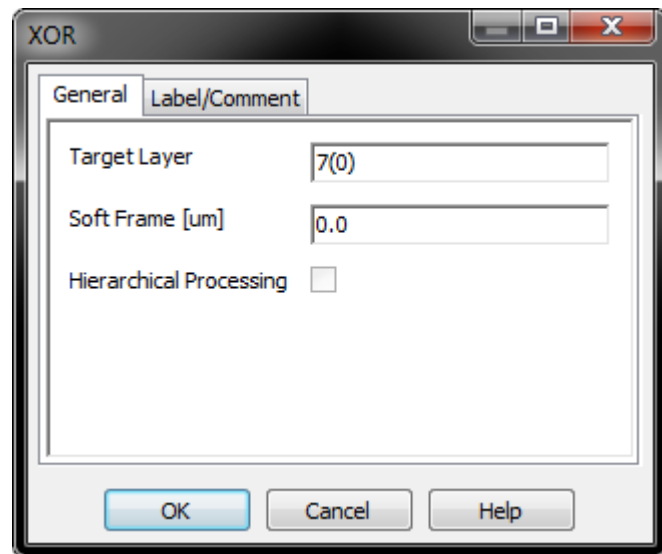 XOR
General Label/Comment
Target Layer 7(0)
Soft Frame [um] 0.0
Hierarchical Processing
OK Cancel Help